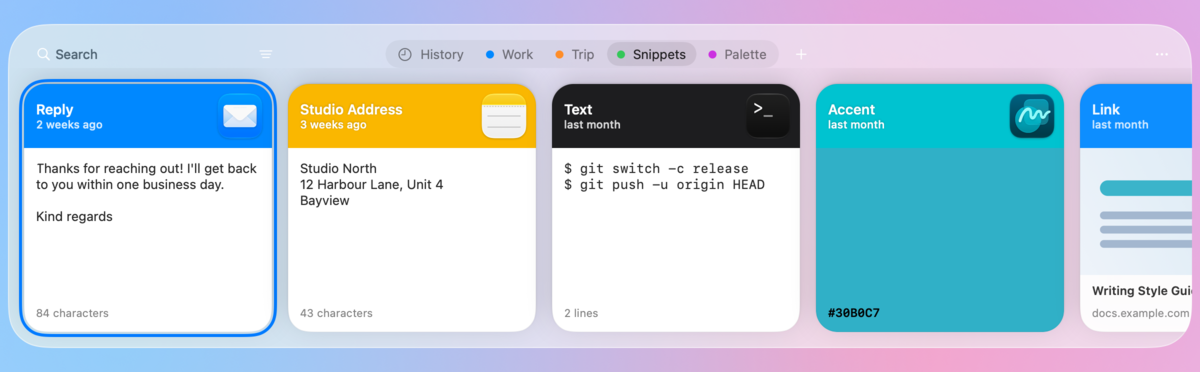 Search
History
Work
Trip
Snippets
Palette
Reply
2 weeks ago
Thanks for reaching out! I'll get back
to you within one business day.
Kind regards
84 characters
Studio Address
3 weeks ago
Studio North
12 Harbour Lane, Unit 4
Bayview
43 characters
Text
last month
>_
$ git switch -c release
$ git push -u origin HEAD
2 lines
Accent
last month
#30B0C7
Link
last month
Writing Style
docs.example.com